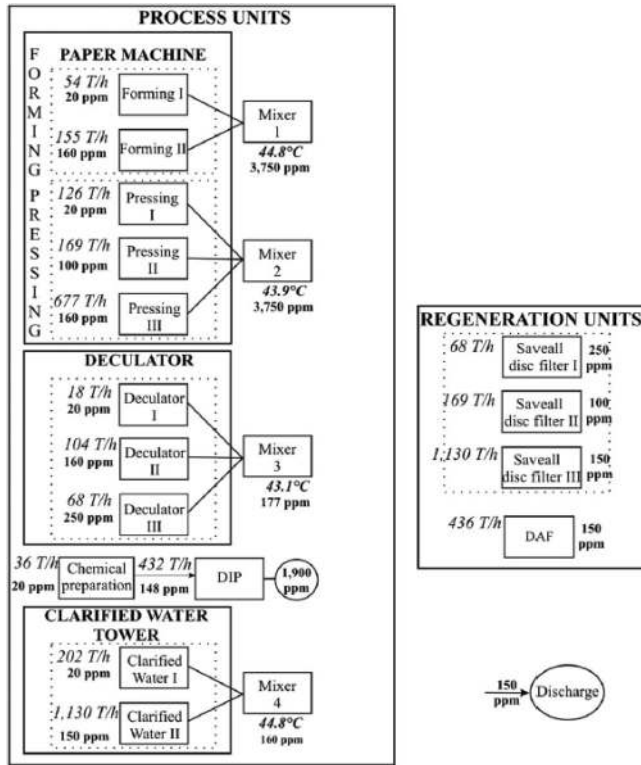 PROCESS UNITS
FORMING
PRESSING
PAPER MACHINE
54 T/h
20 ppm
Forming I
155 T/h
160 ppm
Forming II
Mixer
1
44.8°C
3,750 ppm
126 T/h
20 ppm
Pressing
I
169 T/h
100 ppm
Pressing
II
677 T/h
160 ppm
Pressing
III
Mixer
2
43.9°C
3,750 ppm
DECULATOR
18 T/h
20 ppm
Deculator
I
104 T/h
160 ppm
Deculator
II
68 T/h
250 ppm
Deculator
III
Mixer
3
43.1°C
177 ppm
36 T/h
20 ppm
Chemical
preparation
432 T/h
148 ppm
DIP
1,900
ppm
CLARIFIED WATER
TOWER
202 T/h
20 ppm
Clarified
Water I
1,130 T/h
150 ppm
Clarified
Water II
Mixer
4
44.8°C
160 ppm
REGENERATION UNITS
68 T/h
Saveall
disc filter I
250
ppm
169 T/h
Saveall
disc filter II
100
ppm
1,130 T/h
Saveall
disc filter III
150
ppm
436 T/h
DAF
150
ppm
150
ppm
Discharge